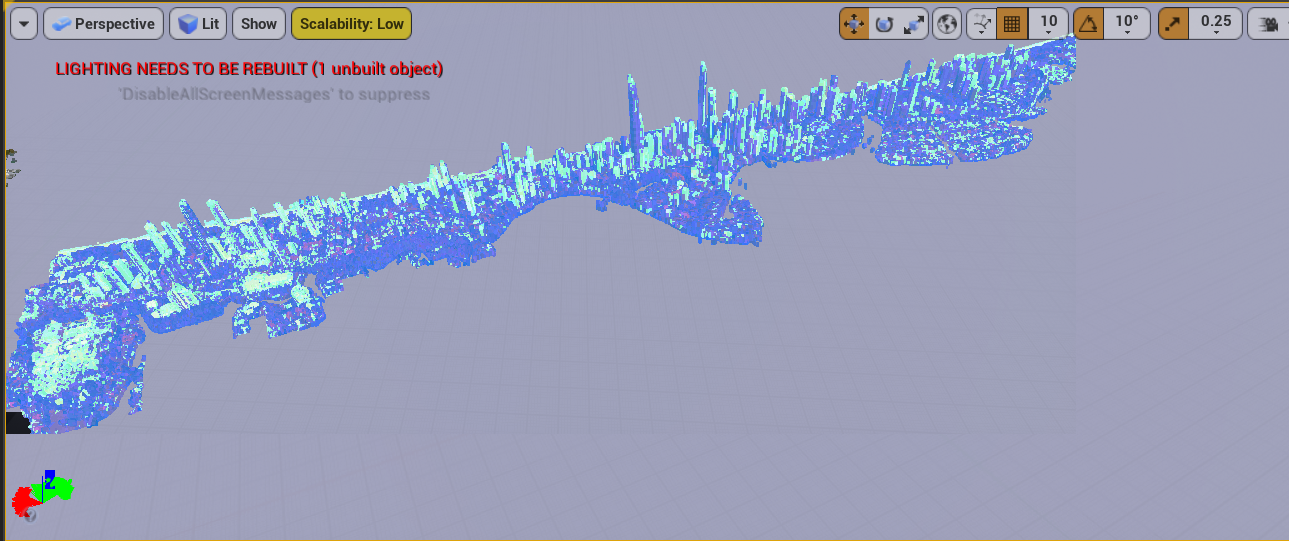 Perspective Lit Show Scalability: Low 10 10° 0.25
LIGHTING NEEDS TO BE REBUILT (1 unbuilt object)
'DisableAllScreenMessages' to suppress
Z